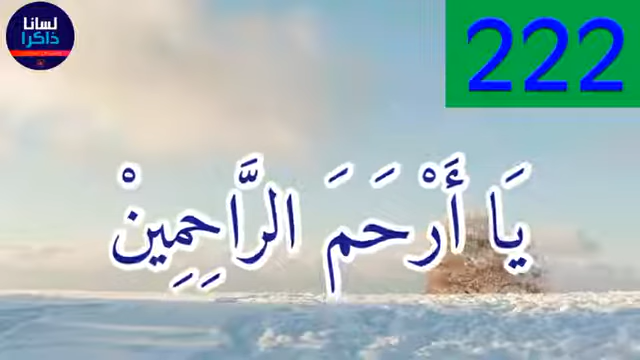 لسانا
ذاكرا
222
يَا أَرْحَمَ الرَّاحِمِينْ